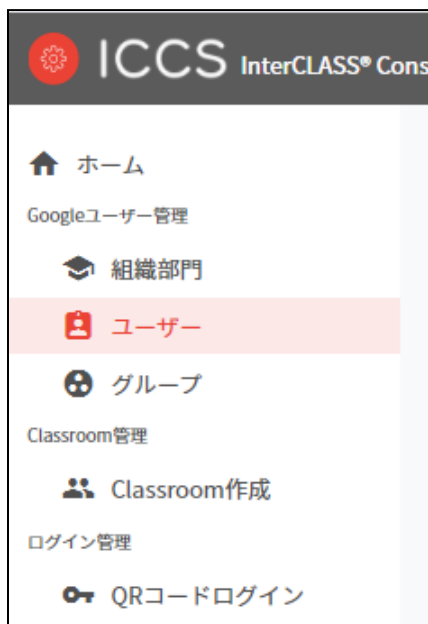 ICCS InterCLASS® Cons
ホーム
Googleユーザー管理
組織部門
ユーザー
グループ
Classroom管理
Classroom作成
ログイン管理
QRコードログイン